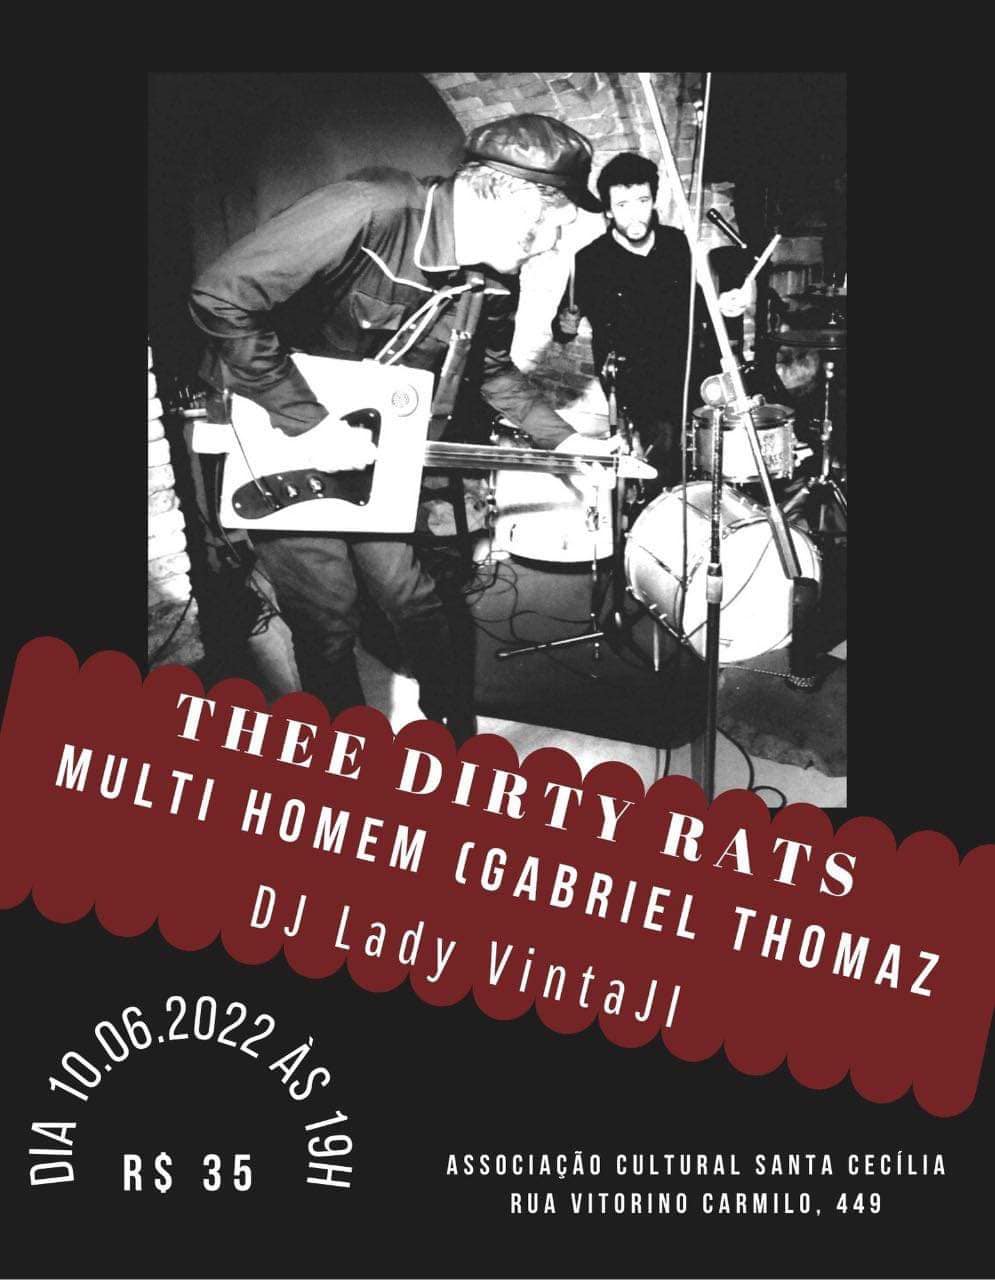 THEE DIRTY RATS
MULTI HOMEM (GABRIEL THOMAZ
DJ Lady VintaJI
DIA 10.06.2022 ÀS 19H
R$ 35
ASSOCIAÇÃO CULTURAL SANTA CECÍLIA
RUA VITORINO CARMILO, 449